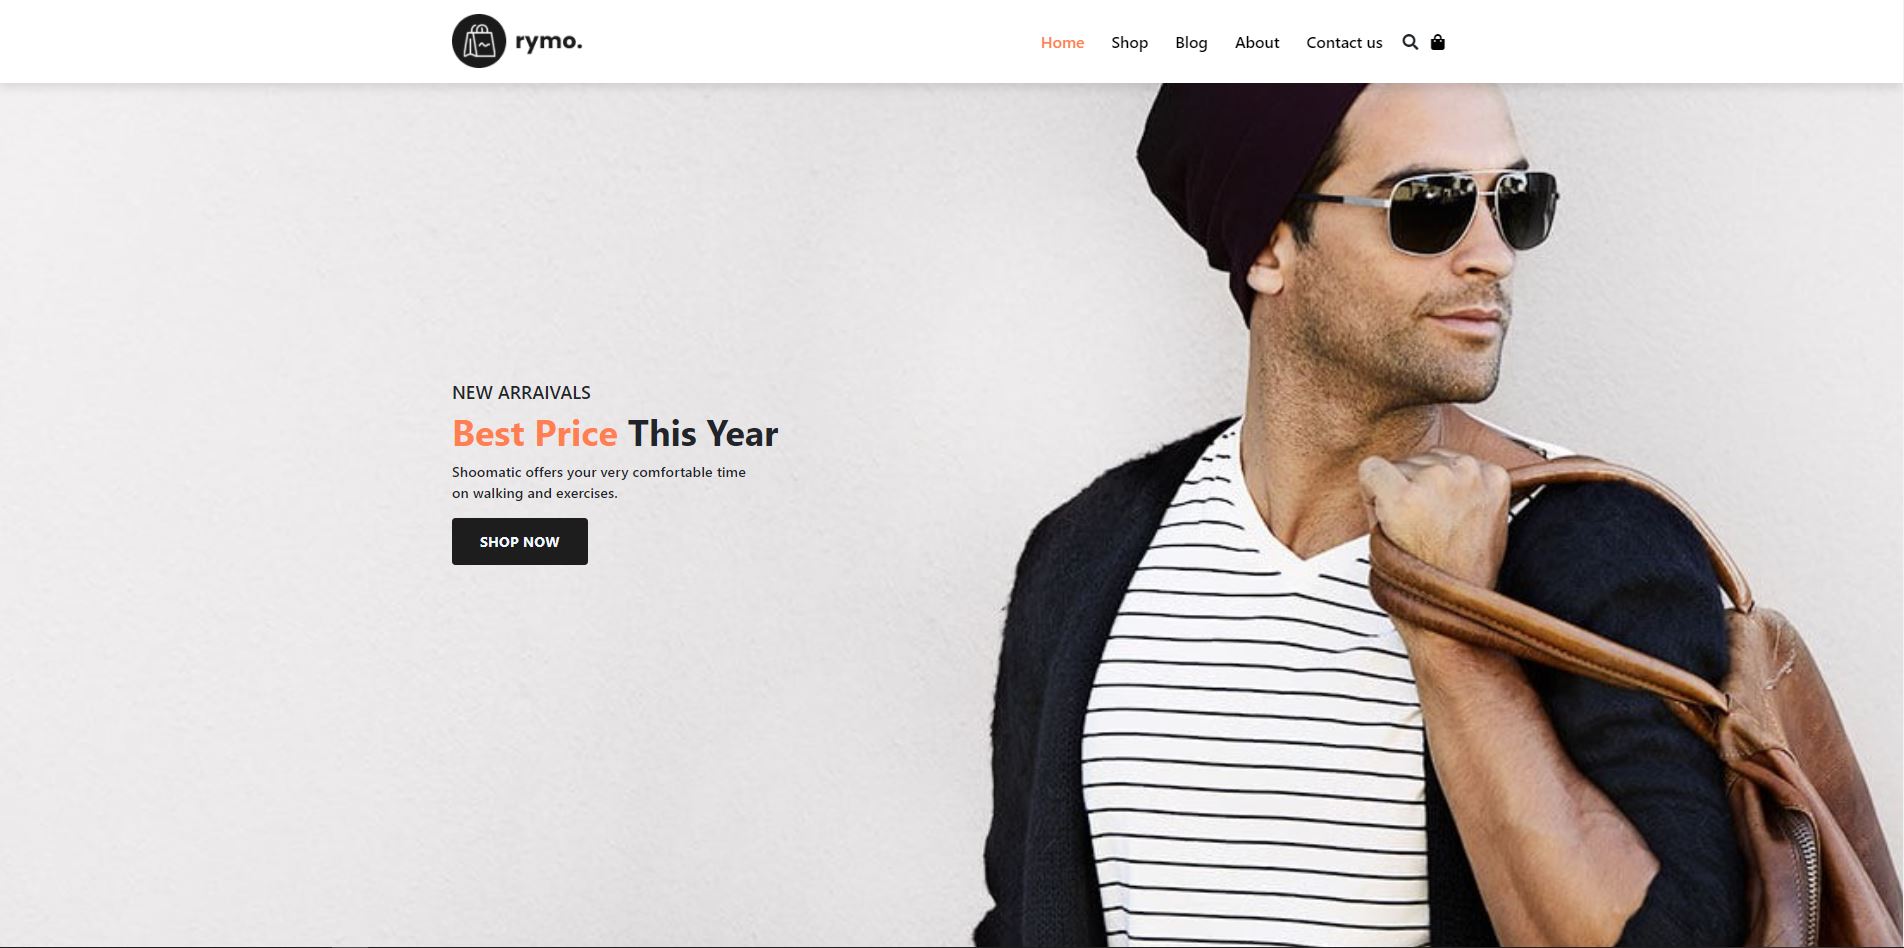 rymo.
Home Shop Blog About Contact us
NEW ARRAIVALS
Best Price This Year
Shoomatic offers your very comfortable time
on walking and exercises.
SHOP NOW